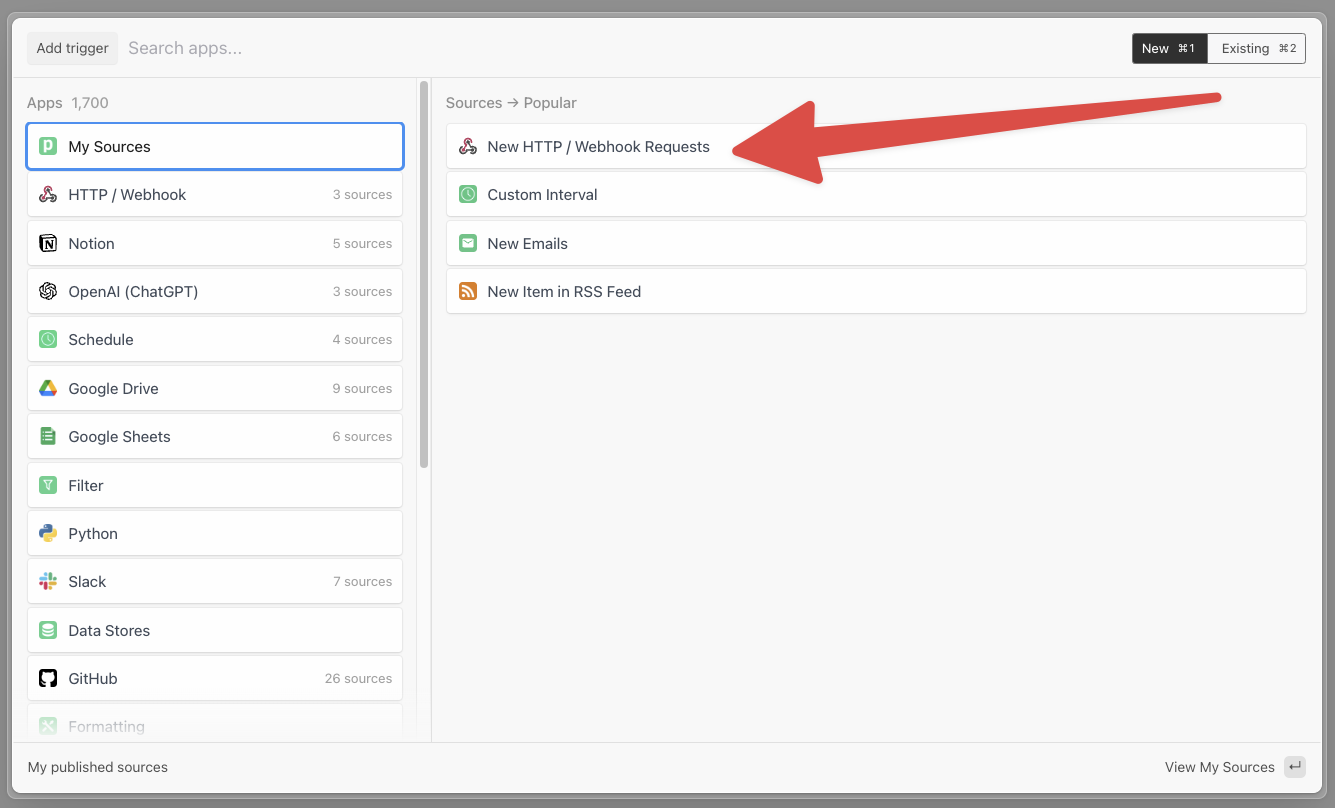 Add trigger Search apps... New ⌘1 Existing ⌘2
Apps 1,700
My Sources
HTTP / Webhook 3 sources
Notion 5 sources
OpenAI (ChatGPT) 3 sources
Schedule 4 sources
Google Drive 9 sources
Google Sheets 6 sources
Filter
Python
Slack 7 sources
Data Stores
GitHub 26 sources
Formatting
Sources → Popular
New HTTP / Webhook Requests
Custom Interval
New Emails
New Item in RSS Feed
My published sources View My Sources ↵